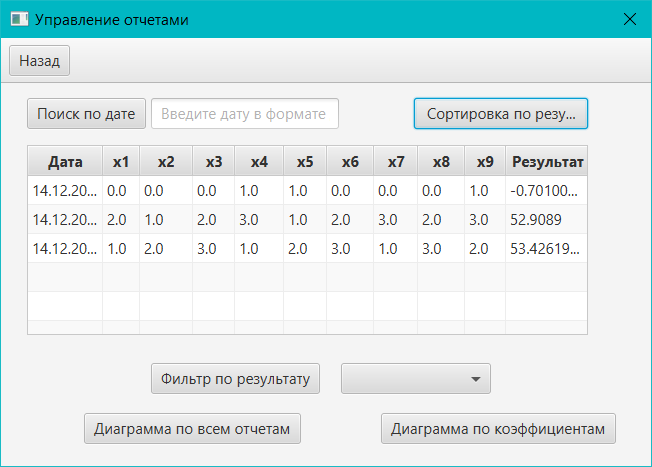 Управление отчетами
Назад
Поиск по дате Введите дату в формате Сортировка по резу...
Дата x1 x2 x3 x4 x5 x6 x7 x8 x9 Результат
14.12.20... 0.0 0.0 0.0 1.0 1.0 0.0 0.0 0.0 1.0 -0.70100...
14.12.20... 2.0 1.0 2.0 3.0 1.0 2.0 3.0 2.0 3.0 52.9089
14.12.20... 1.0 2.0 3.0 1.0 2.0 3.0 1.0 3.0 2.0 53.42619...
Фильтр по результату
Диаграмма по всем отчетам Диаграмма по коэффициентам